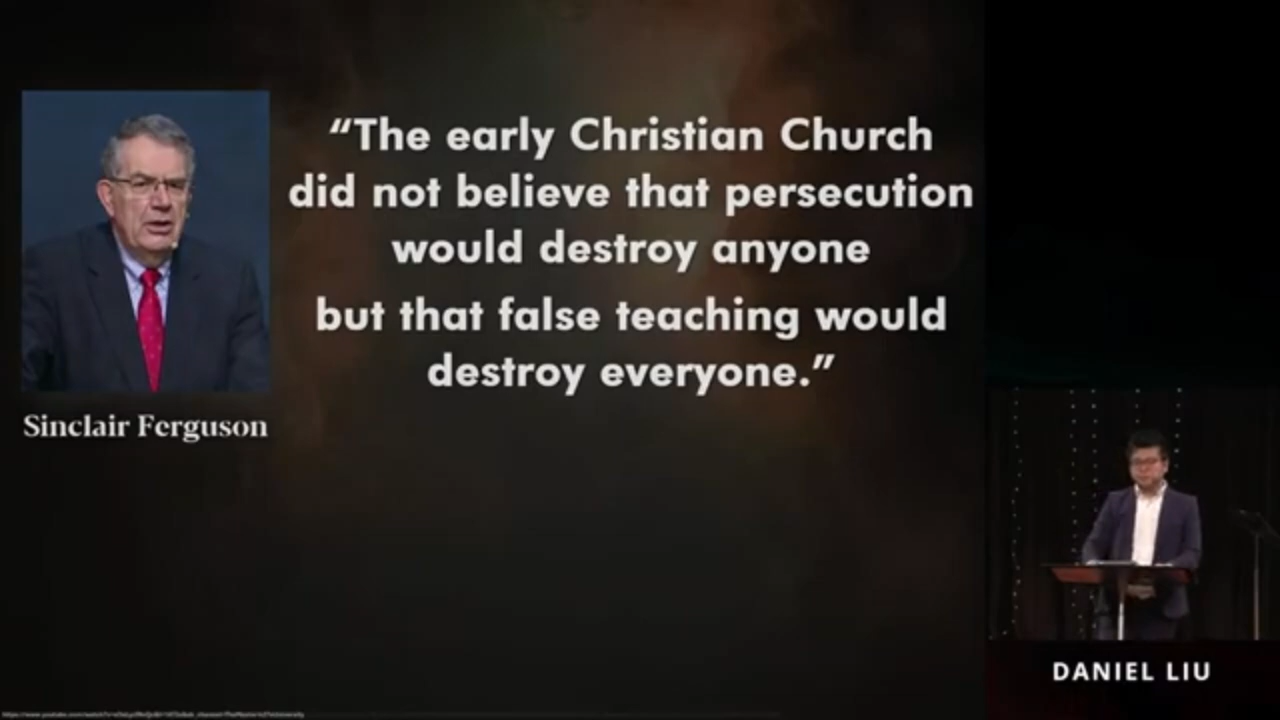 “The early Christian Church
did not believe that persecution
would destroy anyone
but that false teaching would
destroy everyone.”
Sinclair Ferguson
DANIEL LIU